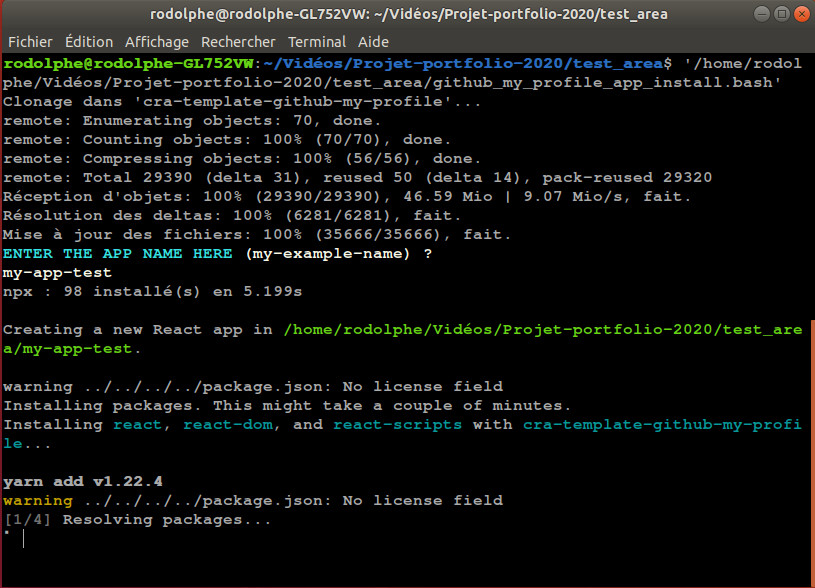 rodolphe@rodolphe-GL752VW: ~/Vidéos/Projet-portfolio-2020/test_area
Fichier Édition Affichage Rechercher Terminal Aide
rodolphe@rodolphe-GL752VW:~/Vidéos/Projet-portfolio-2020/test_area$ '/home/rodol
phe/Vidéos/Projet-portfolio-2020/test_area/github_my_profile_app_install.bash'
Clonage dans 'cra-template-github-my-profile'...
remote: Enumerating objects: 70, done.
remote: Counting objects: 100% (70/70), done.
remote: Compressing objects: 100% (56/56), done.
remote: Total 29390 (delta 31), reused 50 (delta 14), pack-reused 29320
Réception d'objets: 100% (29390/29390), 46.59 Mio | 9.07 Mio/s, fait.
Résolution des deltas: 100% (6281/6281), fait.
Mise à jour des fichiers: 100% (35666/35666), fait.
ENTER THE APP NAME HERE (my-example-name) ?
my-app-test
npx : 98 installé(s) en 5.199s
Creating a new React app in /home/rodolphe/Vidéos/Projet-portfolio-2020/test_are
a/my-app-test.
warning ../../../../package.json: No license field
Installing packages. This might take a couple of minutes.
Installing react, react-dom, and react-scripts with cra-template-github-my-profi
le...
yarn add v1.22.4
warning ../../../../package.json: No license field
[1/4] Resolving packages...